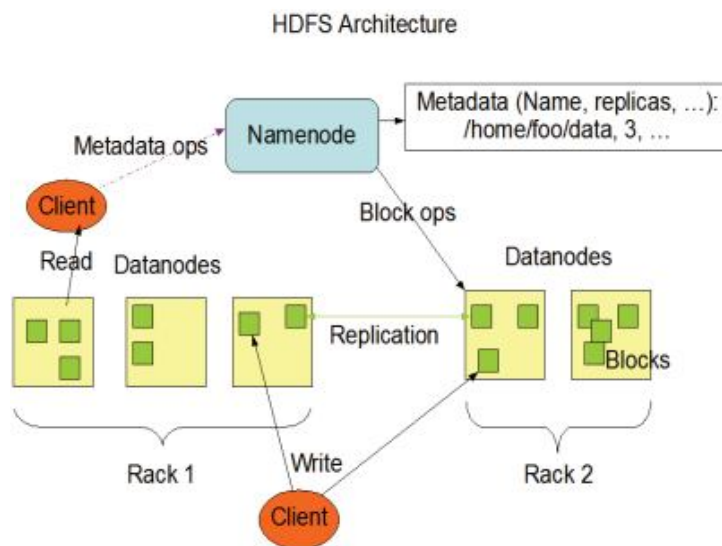 HDFS Architecture
Metadata (Name, replicas, ...):
/home/foo/data, 3, ...
Namenode
Metadata ops
Client
Block ops
Read
Datanodes
Datanodes
Replication
Blocks
Rack 1
Write
Rack 2
Client